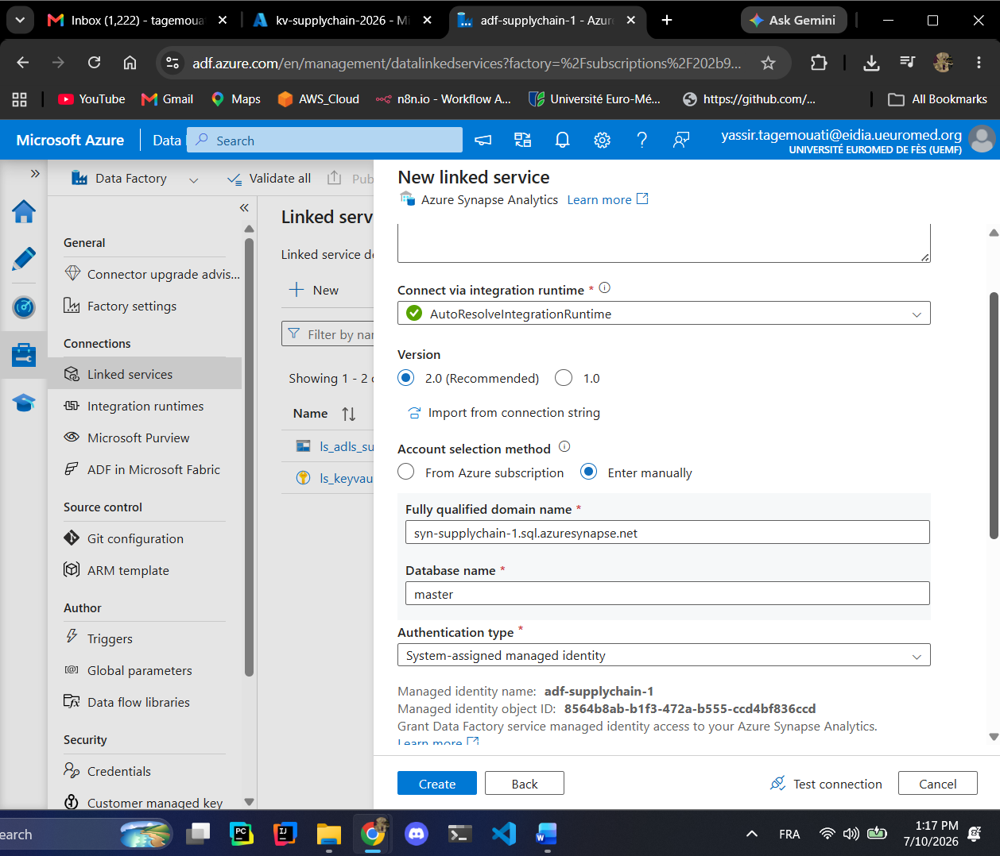 Inbox (1,222) - tagemoua
kv-supplychain-2026 - Mi
adf-supplychain-1 - Azur
Ask Gemini
adf.azure.com/en/management/datalinkedservices?factory=%2Fsubscriptions%2F202b9...
YouTube
Gmail
Maps
AWS_Cloud
n8n.io - Workflow A...
Université Euro-Mé...
https://github.com/...
All Bookmarks
Microsoft Azure
Data
Search
yassir.tagemouati@eidia.ueuromed.org
UNIVERSITÉ EUROMED DE FÈS (UEMF)
Data Factory
Validate all
Pub
General
Connector upgrade advis...
Factory settings
Connections
Linked services
Integration runtimes
Microsoft Purview
ADF in Microsoft Fabric
Source control
Git configuration
ARM template
Author
Triggers
Global parameters
Data flow libraries
Security
Credentials
Customer managed key
Linked serv
Linked service de
New
Filter by nam
Showing 1 - 2 o
Name
ls_adls_su
ls_keyvau
New linked service
Azure Synapse Analytics Learn more
Connect via integration runtime *
AutoResolveIntegrationRuntime
Version
2.0 (Recommended) 1.0
Import from connection string
Account selection method
From Azure subscription Enter manually
Fully qualified domain name *
syn-supplychain-1.sql.azuresynapse.net
Database name *
master
Authentication type *
System-assigned managed identity
Managed identity name: adf-supplychain-1
Managed identity object ID: 8564b8ab-b1f3-472a-b555-ccd4bf836ccd
Grant Data Factory service managed identity access to your Azure Synapse Analytics.
Learn more
Create
Back
Test connection
Cancel
earch
PC
IJ
W
FRA
1:17 PM
7/10/2026